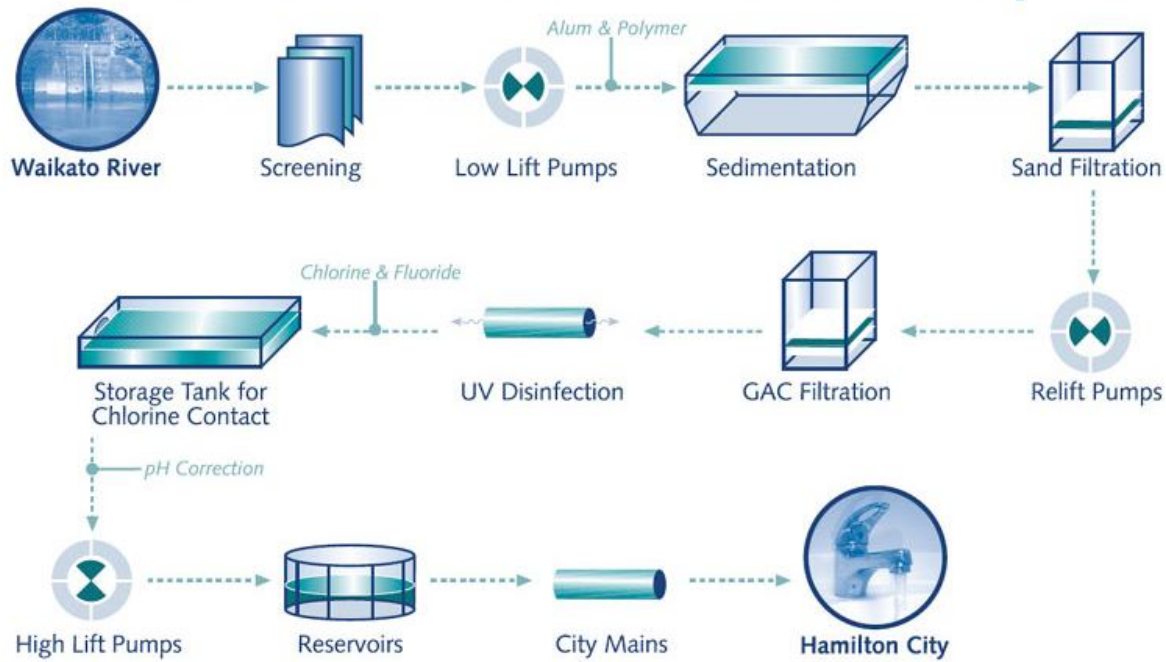 Alum & Polymer
Waikato River
Screening
Low Lift Pumps
Sedimentation
Sand Filtration
Chlorine & Fluoride
Storage Tank for
Chlorine Contact
UV Disinfection
GAC Filtration
Relift Pumps
pH Correction
High Lift Pumps
Reservoirs
City Mains
Hamilton City